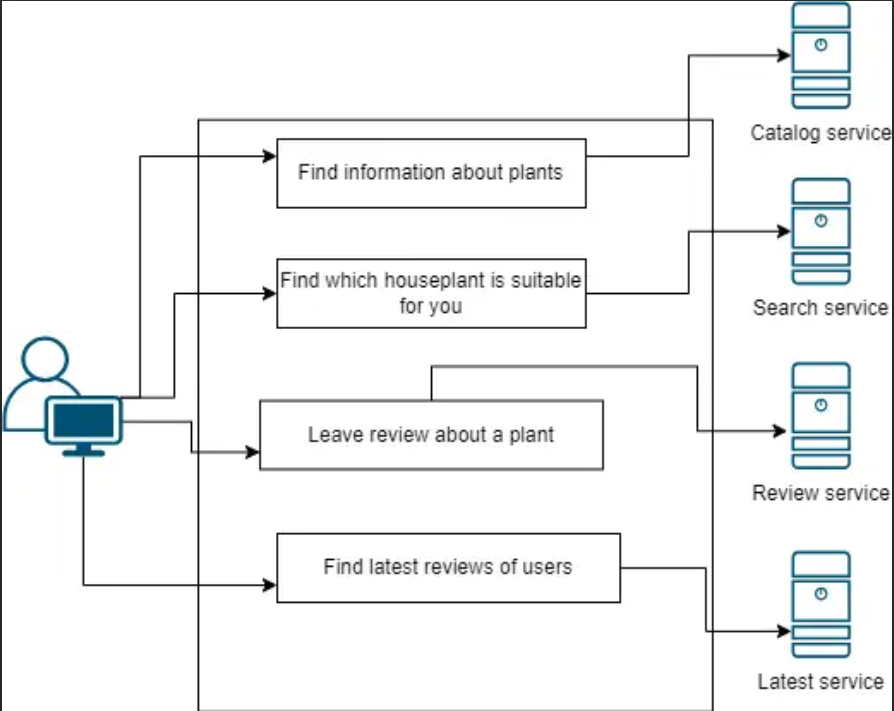 Catalog service
Find information about plants
Find which houseplant is suitable
for you
Search service
Leave review about a plant
Review service
Find latest reviews of users
Latest service